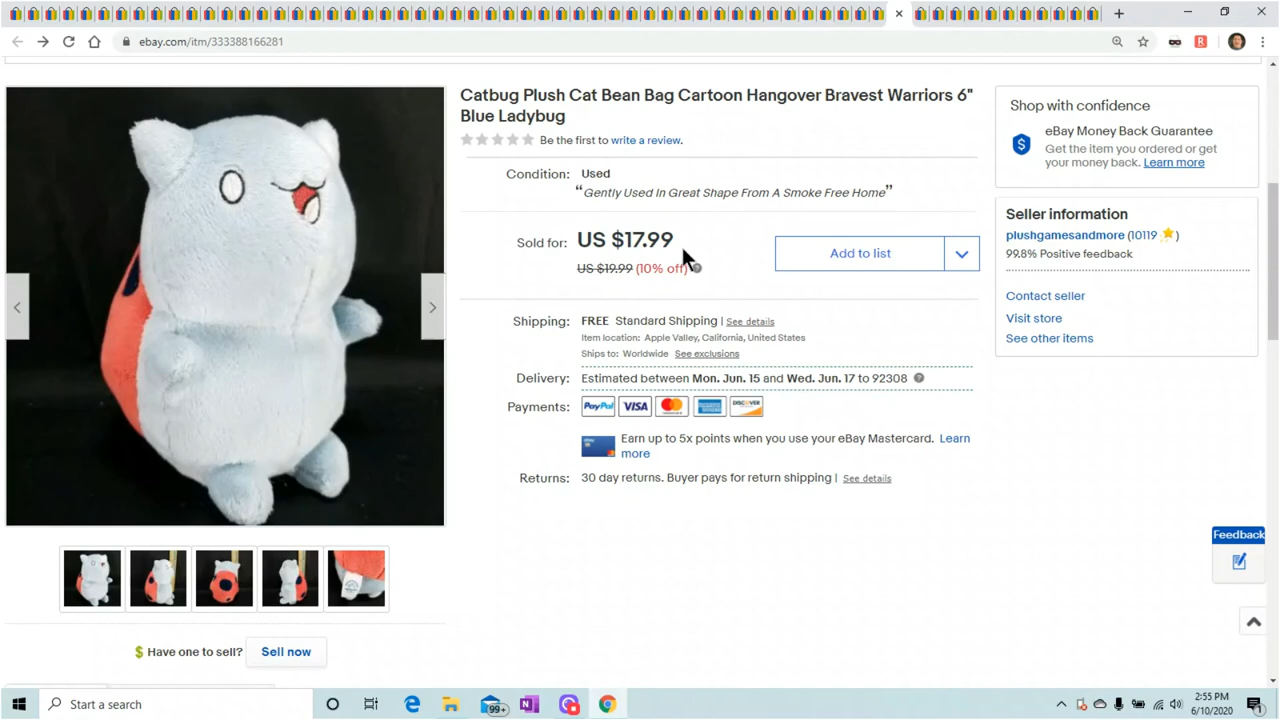 ebay.com/itm/333388166281
Catbug Plush Cat Bean Bag Cartoon Hangover Bravest Warriors 6"
Blue Ladybug
Be the first to write a review.
Condition: Used
“Gently Used In Great Shape From A Smoke Free Home”
Sold for: US $17.99
US $19.99 (10% off)
Add to list
Shipping: FREE Standard Shipping | See details
Item location: Apple Valley, California, United States
Ships to: Worldwide See exclusions
Delivery: Estimated between Mon. Jun. 15 and Wed. Jun. 17 to 92308
Payments: PayPal VISA MasterCard AMERICAN EXPRESS DISCOVER
Earn up to 5x points when you use your eBay Mastercard. Learn
more
Returns: 30 day returns. Buyer pays for return shipping | See details
Shop with confidence
eBay Money Back Guarantee
Get the item you ordered or get
your money back. Learn more
Seller information
plushgamesandmore (10119 )
99.8% Positive feedback
Contact seller
Visit store
See other items
Feedback
Have one to sell? Sell now
Start a search
99+
2:55 PM
6/10/2020